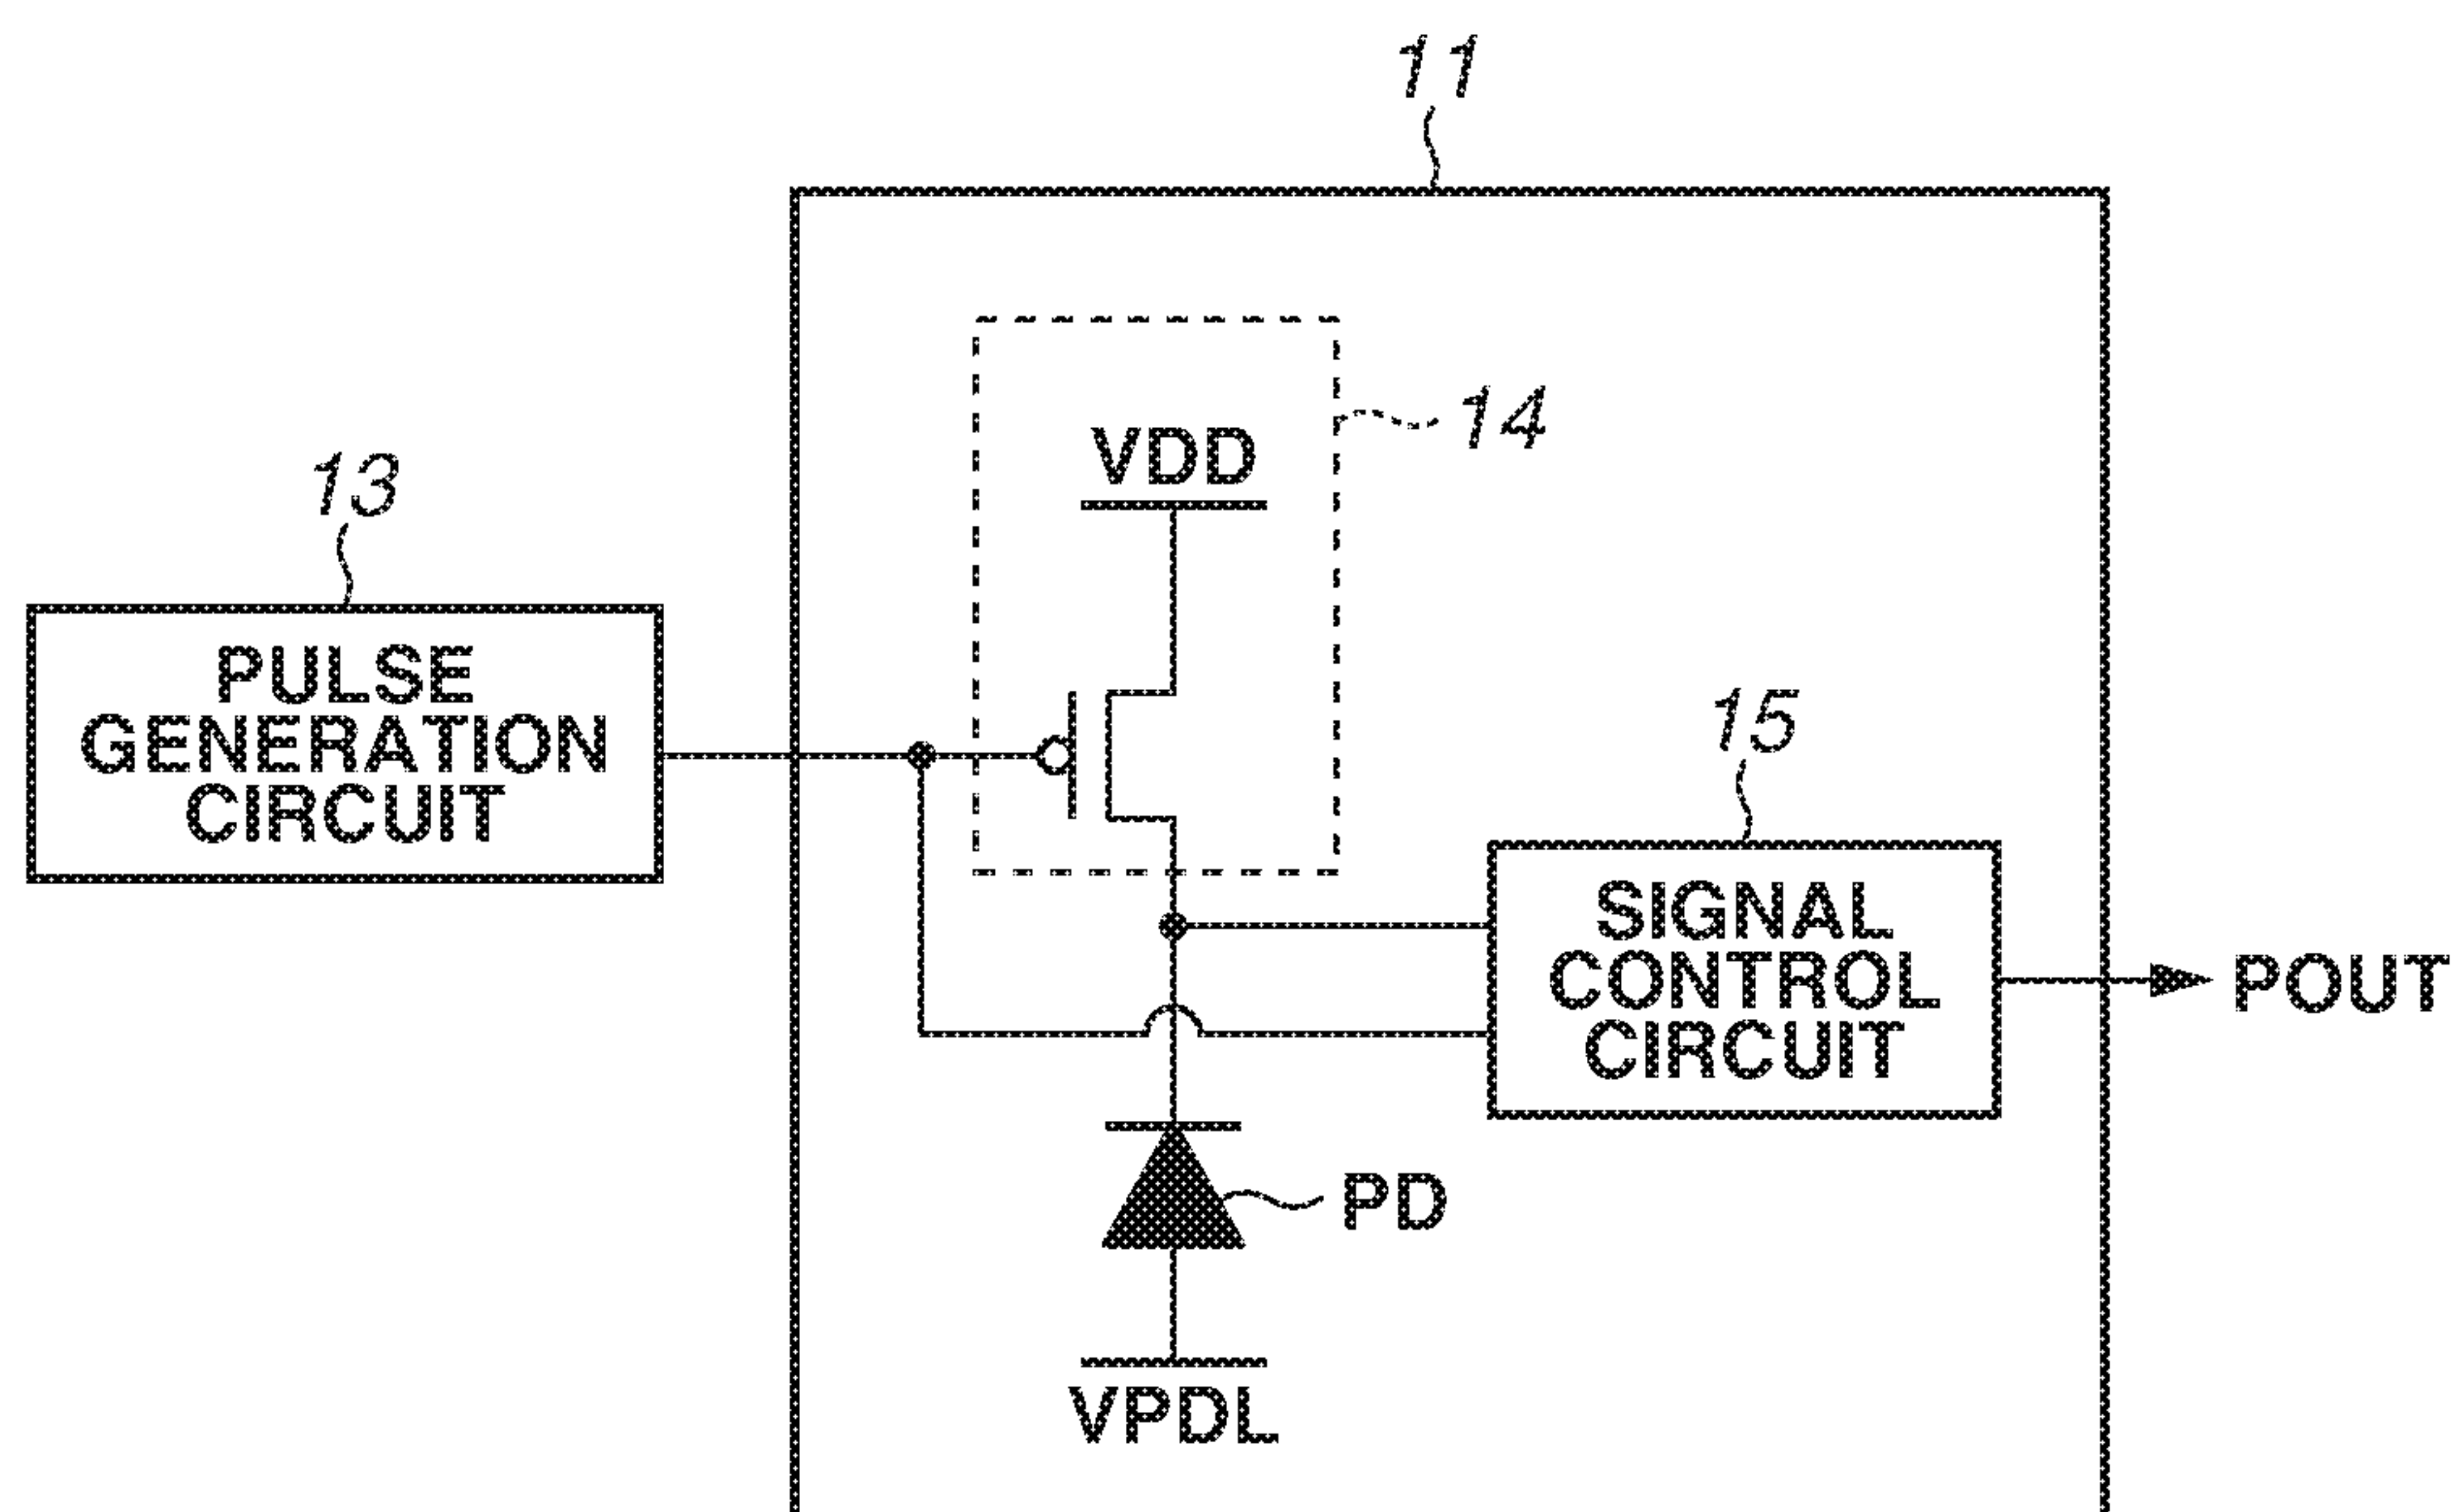 11
14
VDD
13
PULSE
GENERATION
CIRCUIT
15
SIGNAL
CONTROL
CIRCUIT
POUT
PD
VPDL